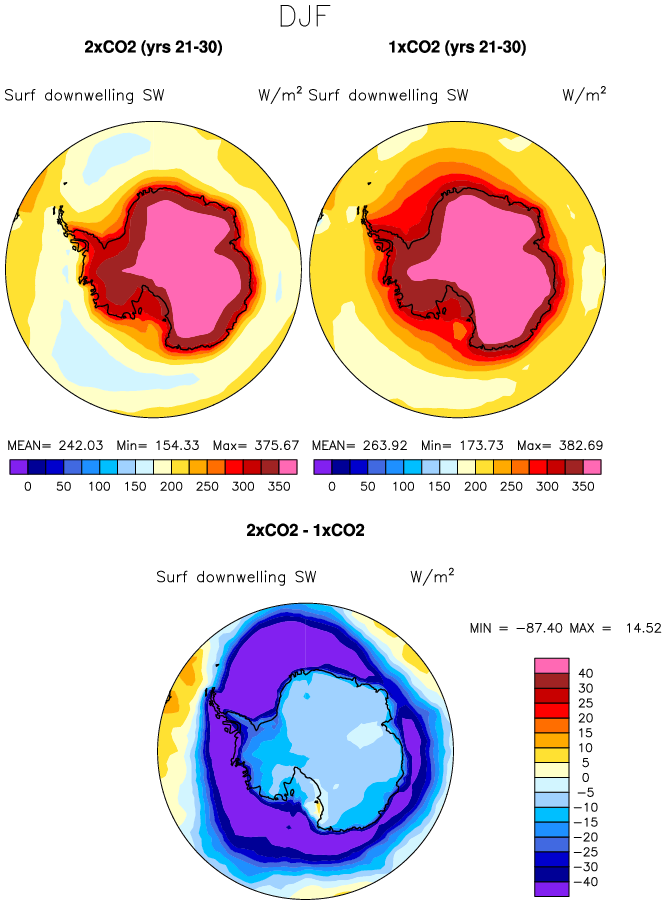 DJF
2xCO2 (yrs 21-30) 1xCO2 (yrs 21-30)
Surf downwelling SW W/m² Surf downwelling SW W/m²
MEAN= 242.03 Min= 154.33 Max= 375.67 MEAN= 263.92 Min= 173.73 Max= 382.69
0 50 100 150 200 250 300 350 0 50 100 150 200 250 300 350
2xCO2 - 1xCO2
Surf downwelling SW W/m²
MIN = −87.40 MAX = 14.52
40
30
25
20
15
10
5
0
−5
−10
−15
−20
−25
−30
−40